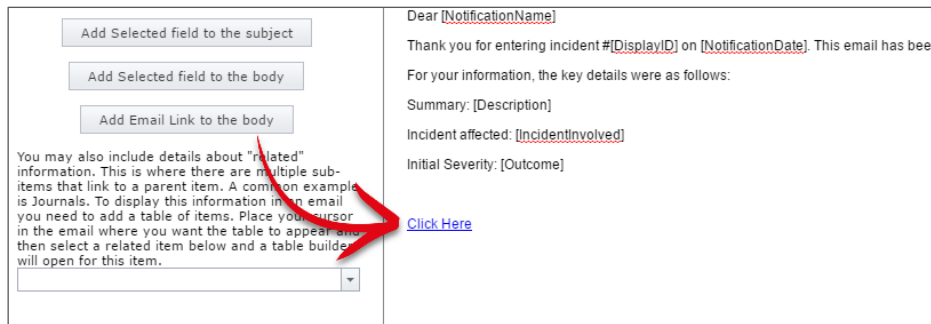 Add Selected field to the subject
Add Selected field to the body
Add Email Link to the body
You may also include details about "related"
information. This is where there are multiple sub-
items that link to a parent item. A common example
is Journals. To display this information in an email
you need to add a table of items. Place your cursor
in the email where you want the table to appear and
then select a related item below and a table builder
will open for this item.
Dear [NotificationName]
Thank you for entering incident #[DisplayID] on [NotificationDate]. This email has
For your information, the key details were as follows:
Summary: [Description]
Incident affected: [IncidentInvolved]
Initial Severity: [Outcome]
Click Here